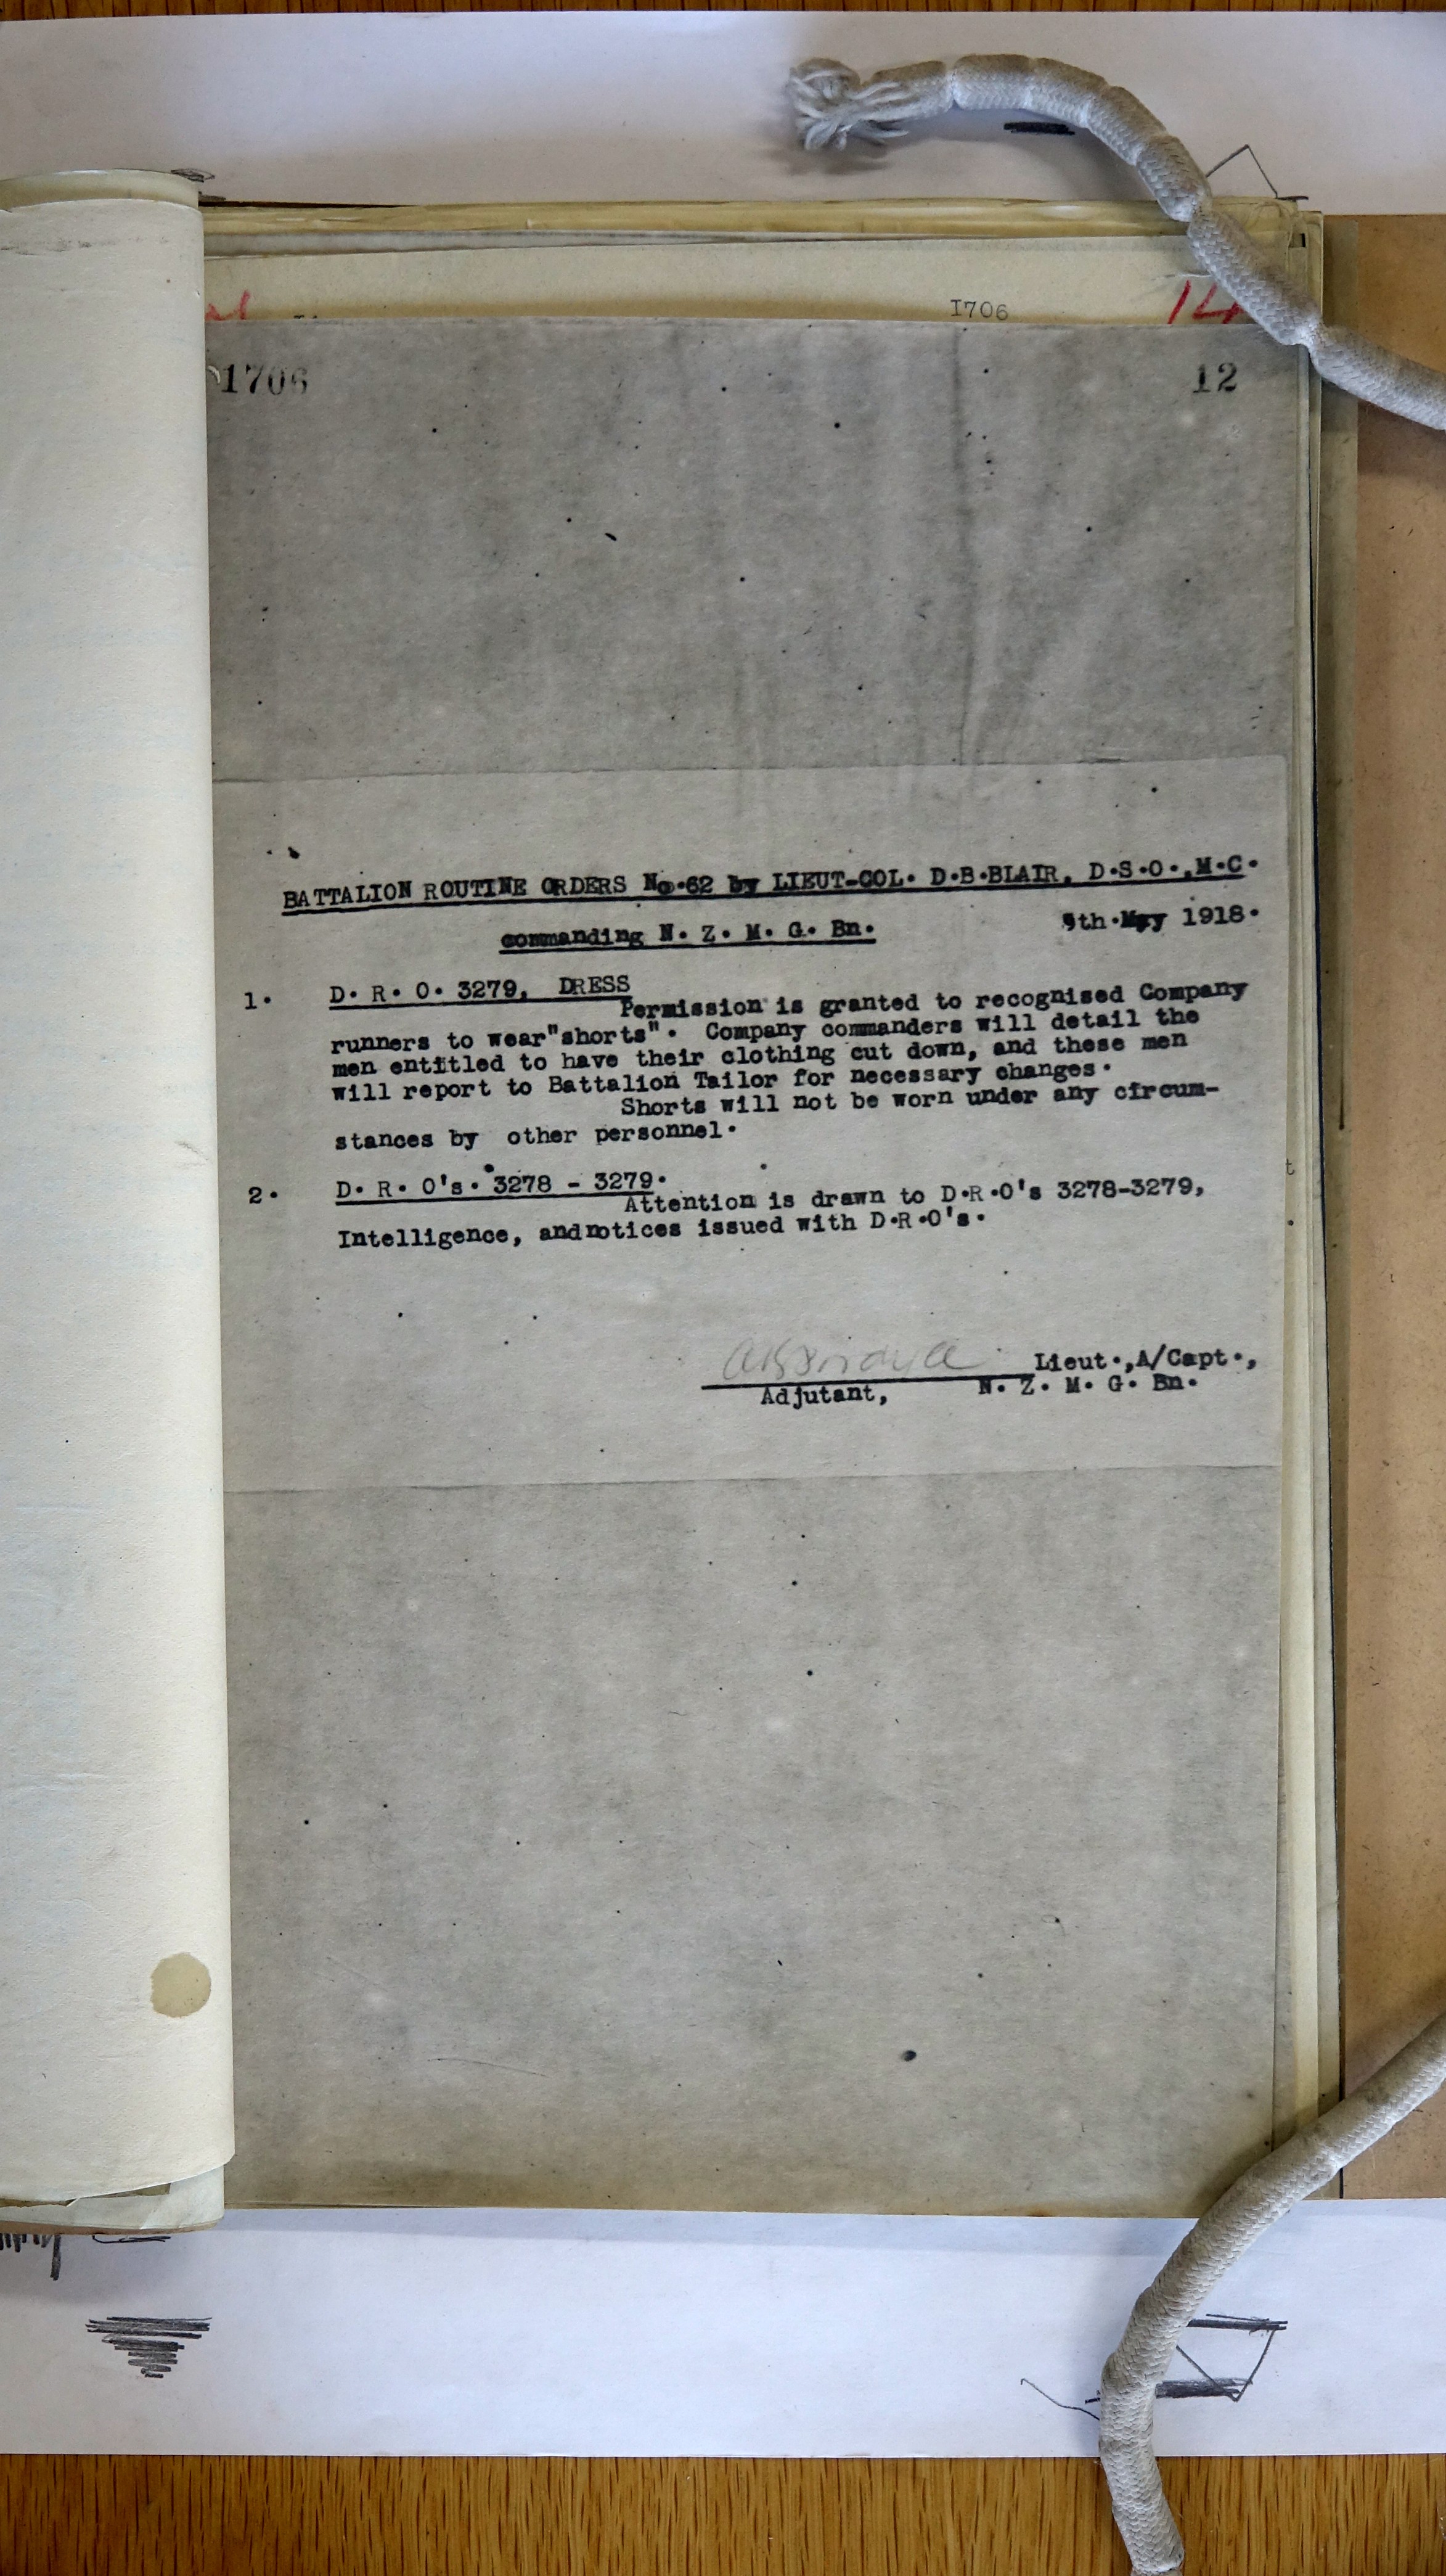 I706
14
1706
12
BATTALION ROUTINE ORDERS No.62 by LIEUT-COL. D.B.BLAIR, D.S.O.,M.C.
commanding N. Z. M. G. Bn.
9th.May 1918.
1. D. R. O. 3279, DRESS
Permission is granted to recognised Company
runners to wear"shorts". Company commanders will detail the
men entitled to have their clothing cut down, and these men
will report to Battalion Tailor for necessary changes.
Shorts will not be worn under any circum-
stances by other personnel.
2. D. R. O's. 3278 - 3279.
Attention is drawn to D.R.O's 3278-3279,
Intelligence, andnotices issued with D.R.O's.
Lieut.,A/Capt.,
Adjutant, N. Z. M. G. Bn.